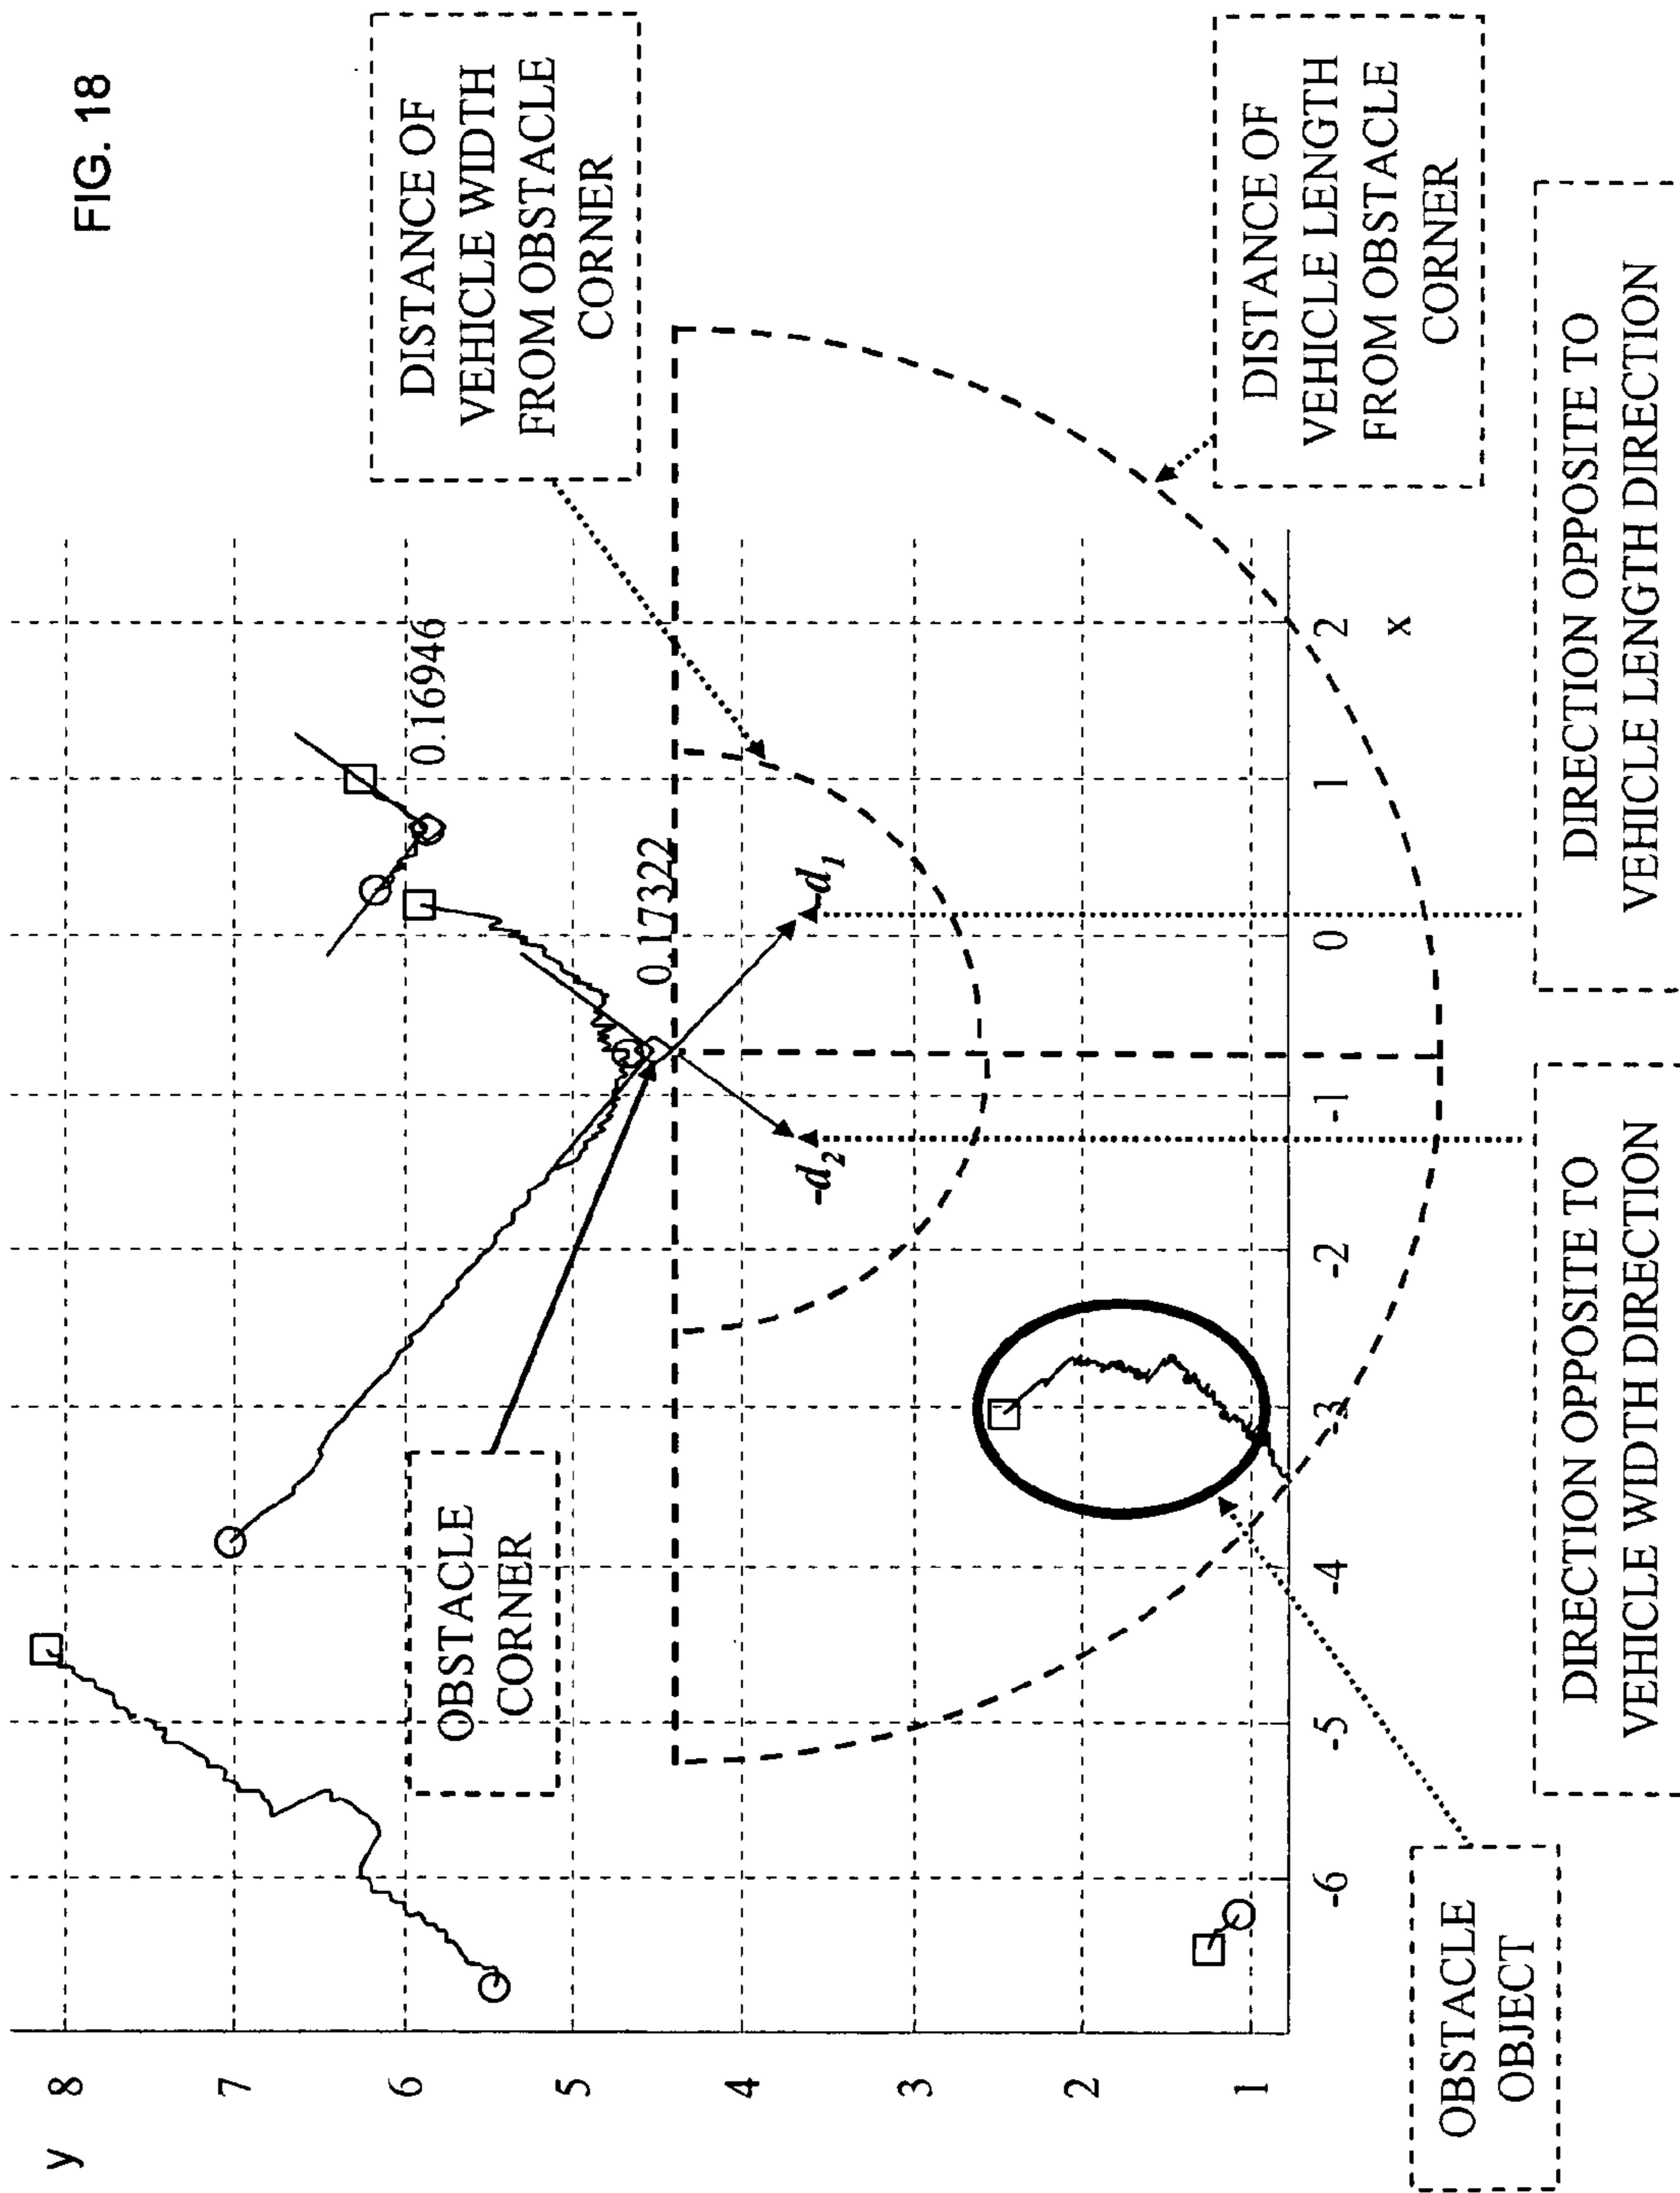 FIG. 18
y
8
7
6
5
4
3
2
1
-6
-5
-4
-3
-2
-1
0
1
2
x
0.16946
0.17322
-d1
-d2
DISTANCE OF
VEHICLE WIDTH
FROM OBSTACLE
CORNER
DISTANCE OF
VEHICLE LENGTH
FROM OBSTACLE
CORNER
OBSTACLE
CORNER
OBSTACLE
OBJECT
DIRECTION OPPOSITE TO
VEHICLE WIDTH DIRECTION
DIRECTION OPPOSITE TO
VEHICLE LENGTH DIRECTION